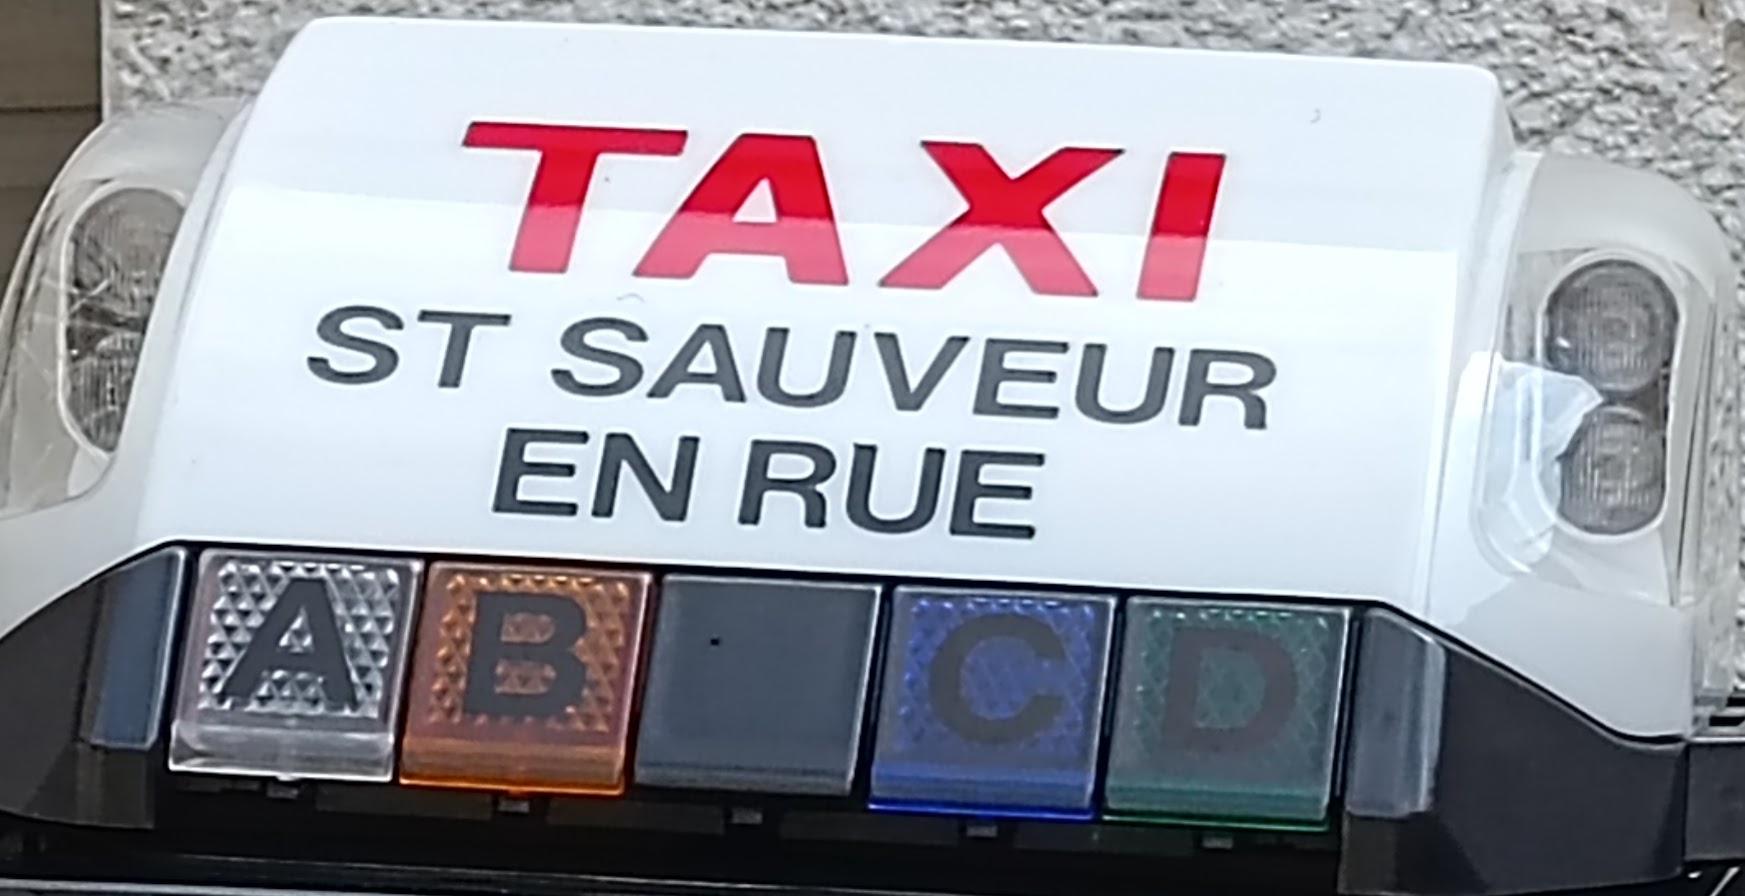 TAXI
ST SAUVEUR
EN RUE
A B C D